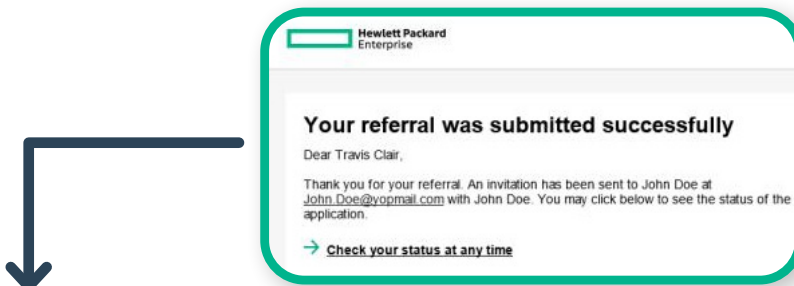 Hewlett Packard
Enterprise
Your referral was submitted successfully
Dear Travis Clair,
Thank you for your referral. An invitation has been sent to John Doe at
John.Doe@yopmail.com with John Doe. You may click below to see the status of the
application.
Check your status at any time